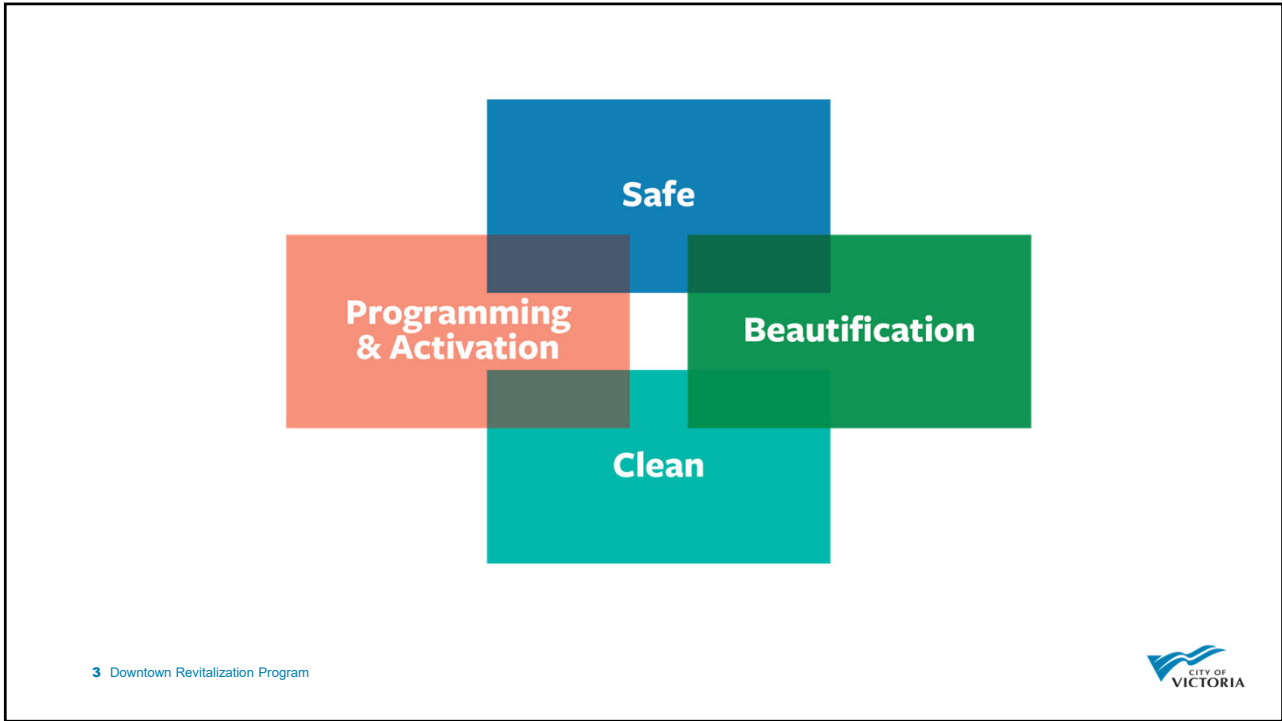 Safe
Programming
& Activation
Beautification
Clean
3 Downtown Revitalization Program
CITY OF
VICTORIA